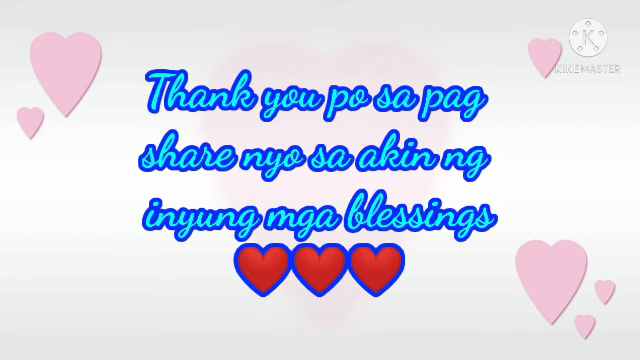 KINEMASTER
Thank you po sa pag
share nyo sa akin ng
inyung mga blessings